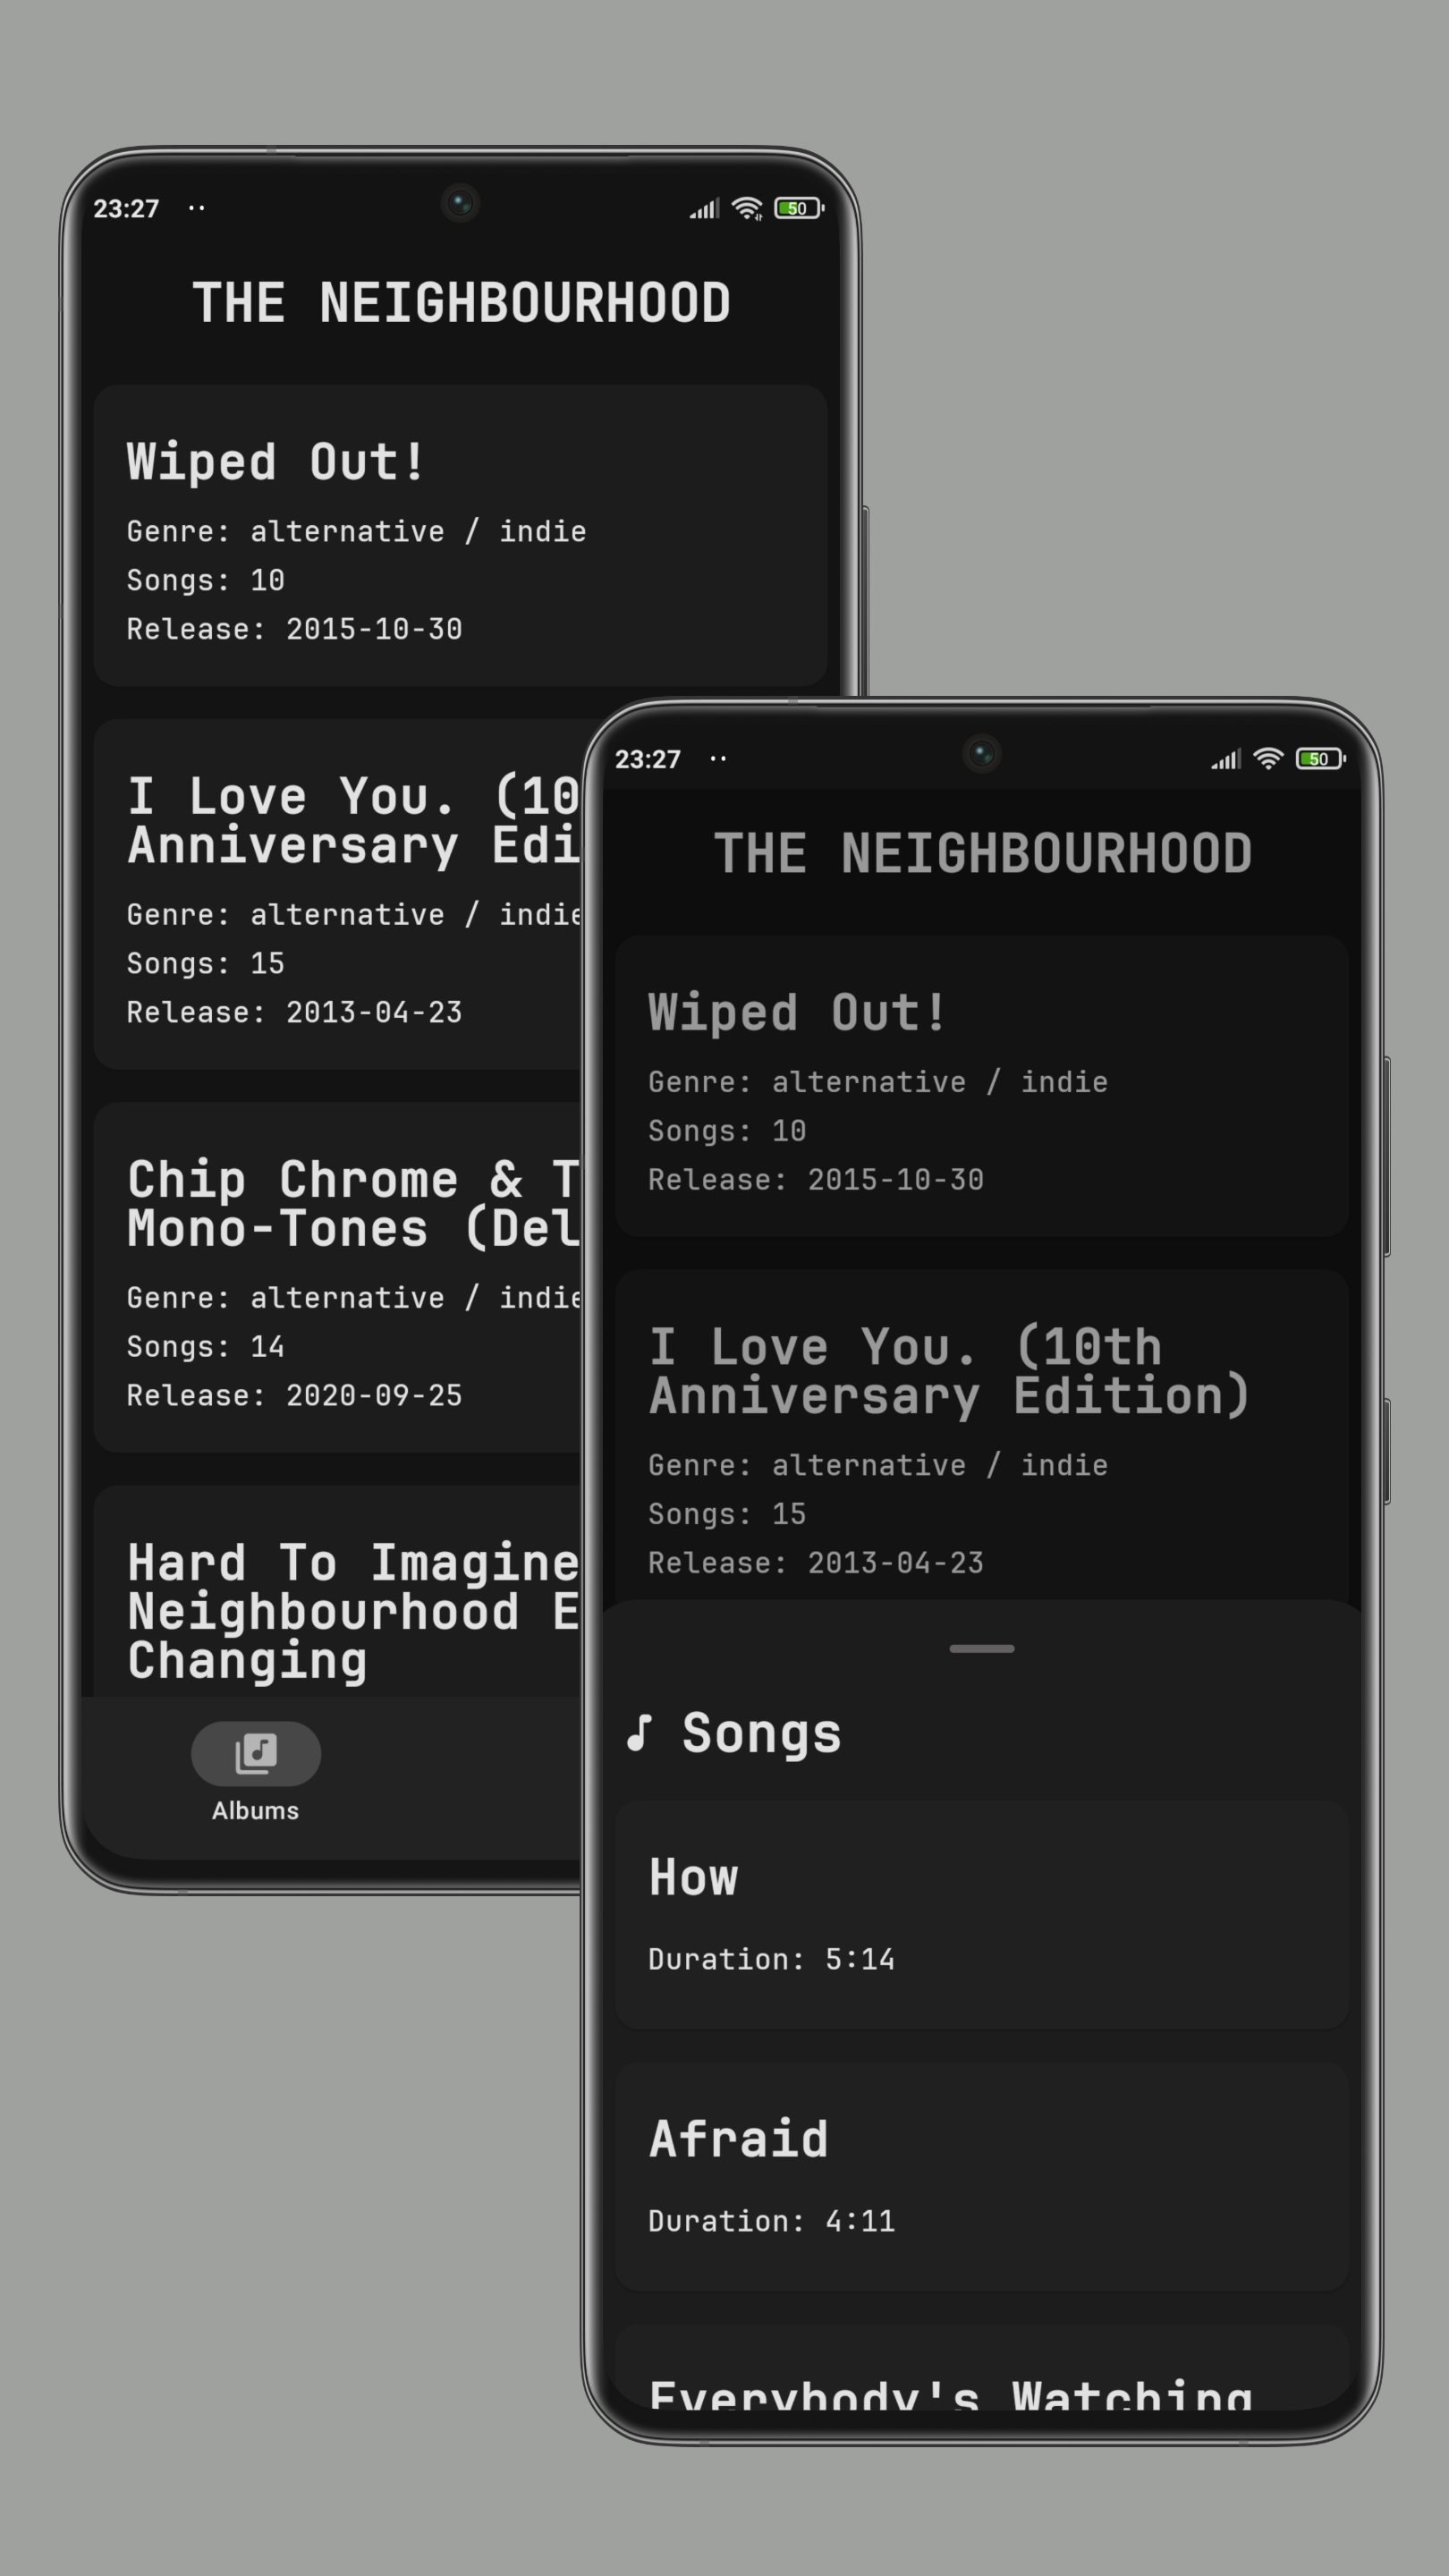 23:27
50
THE NEIGHBOURHOOD
Wiped Out!
Genre: alternative / indie
Songs: 10
Release: 2015-10-30
I Love You. (10
Anniversary Edi
Genre: alternative / indie
Songs: 15
Release: 2013-04-23
Chip Chrome & T
Mono-Tones (Del
Genre: alternative / indie
Songs: 14
Release: 2020-09-25
Hard To Imagine
Neighbourhood E
Changing
Albums
23:27
50
THE NEIGHBOURHOOD
Wiped Out!
Genre: alternative / indie
Songs: 10
Release: 2015-10-30
I Love You. (10th
Anniversary Edition)
Genre: alternative / indie
Songs: 15
Release: 2013-04-23
Songs
How
Duration: 5:14
Afraid
Duration: 4:11
Everybody's Watching